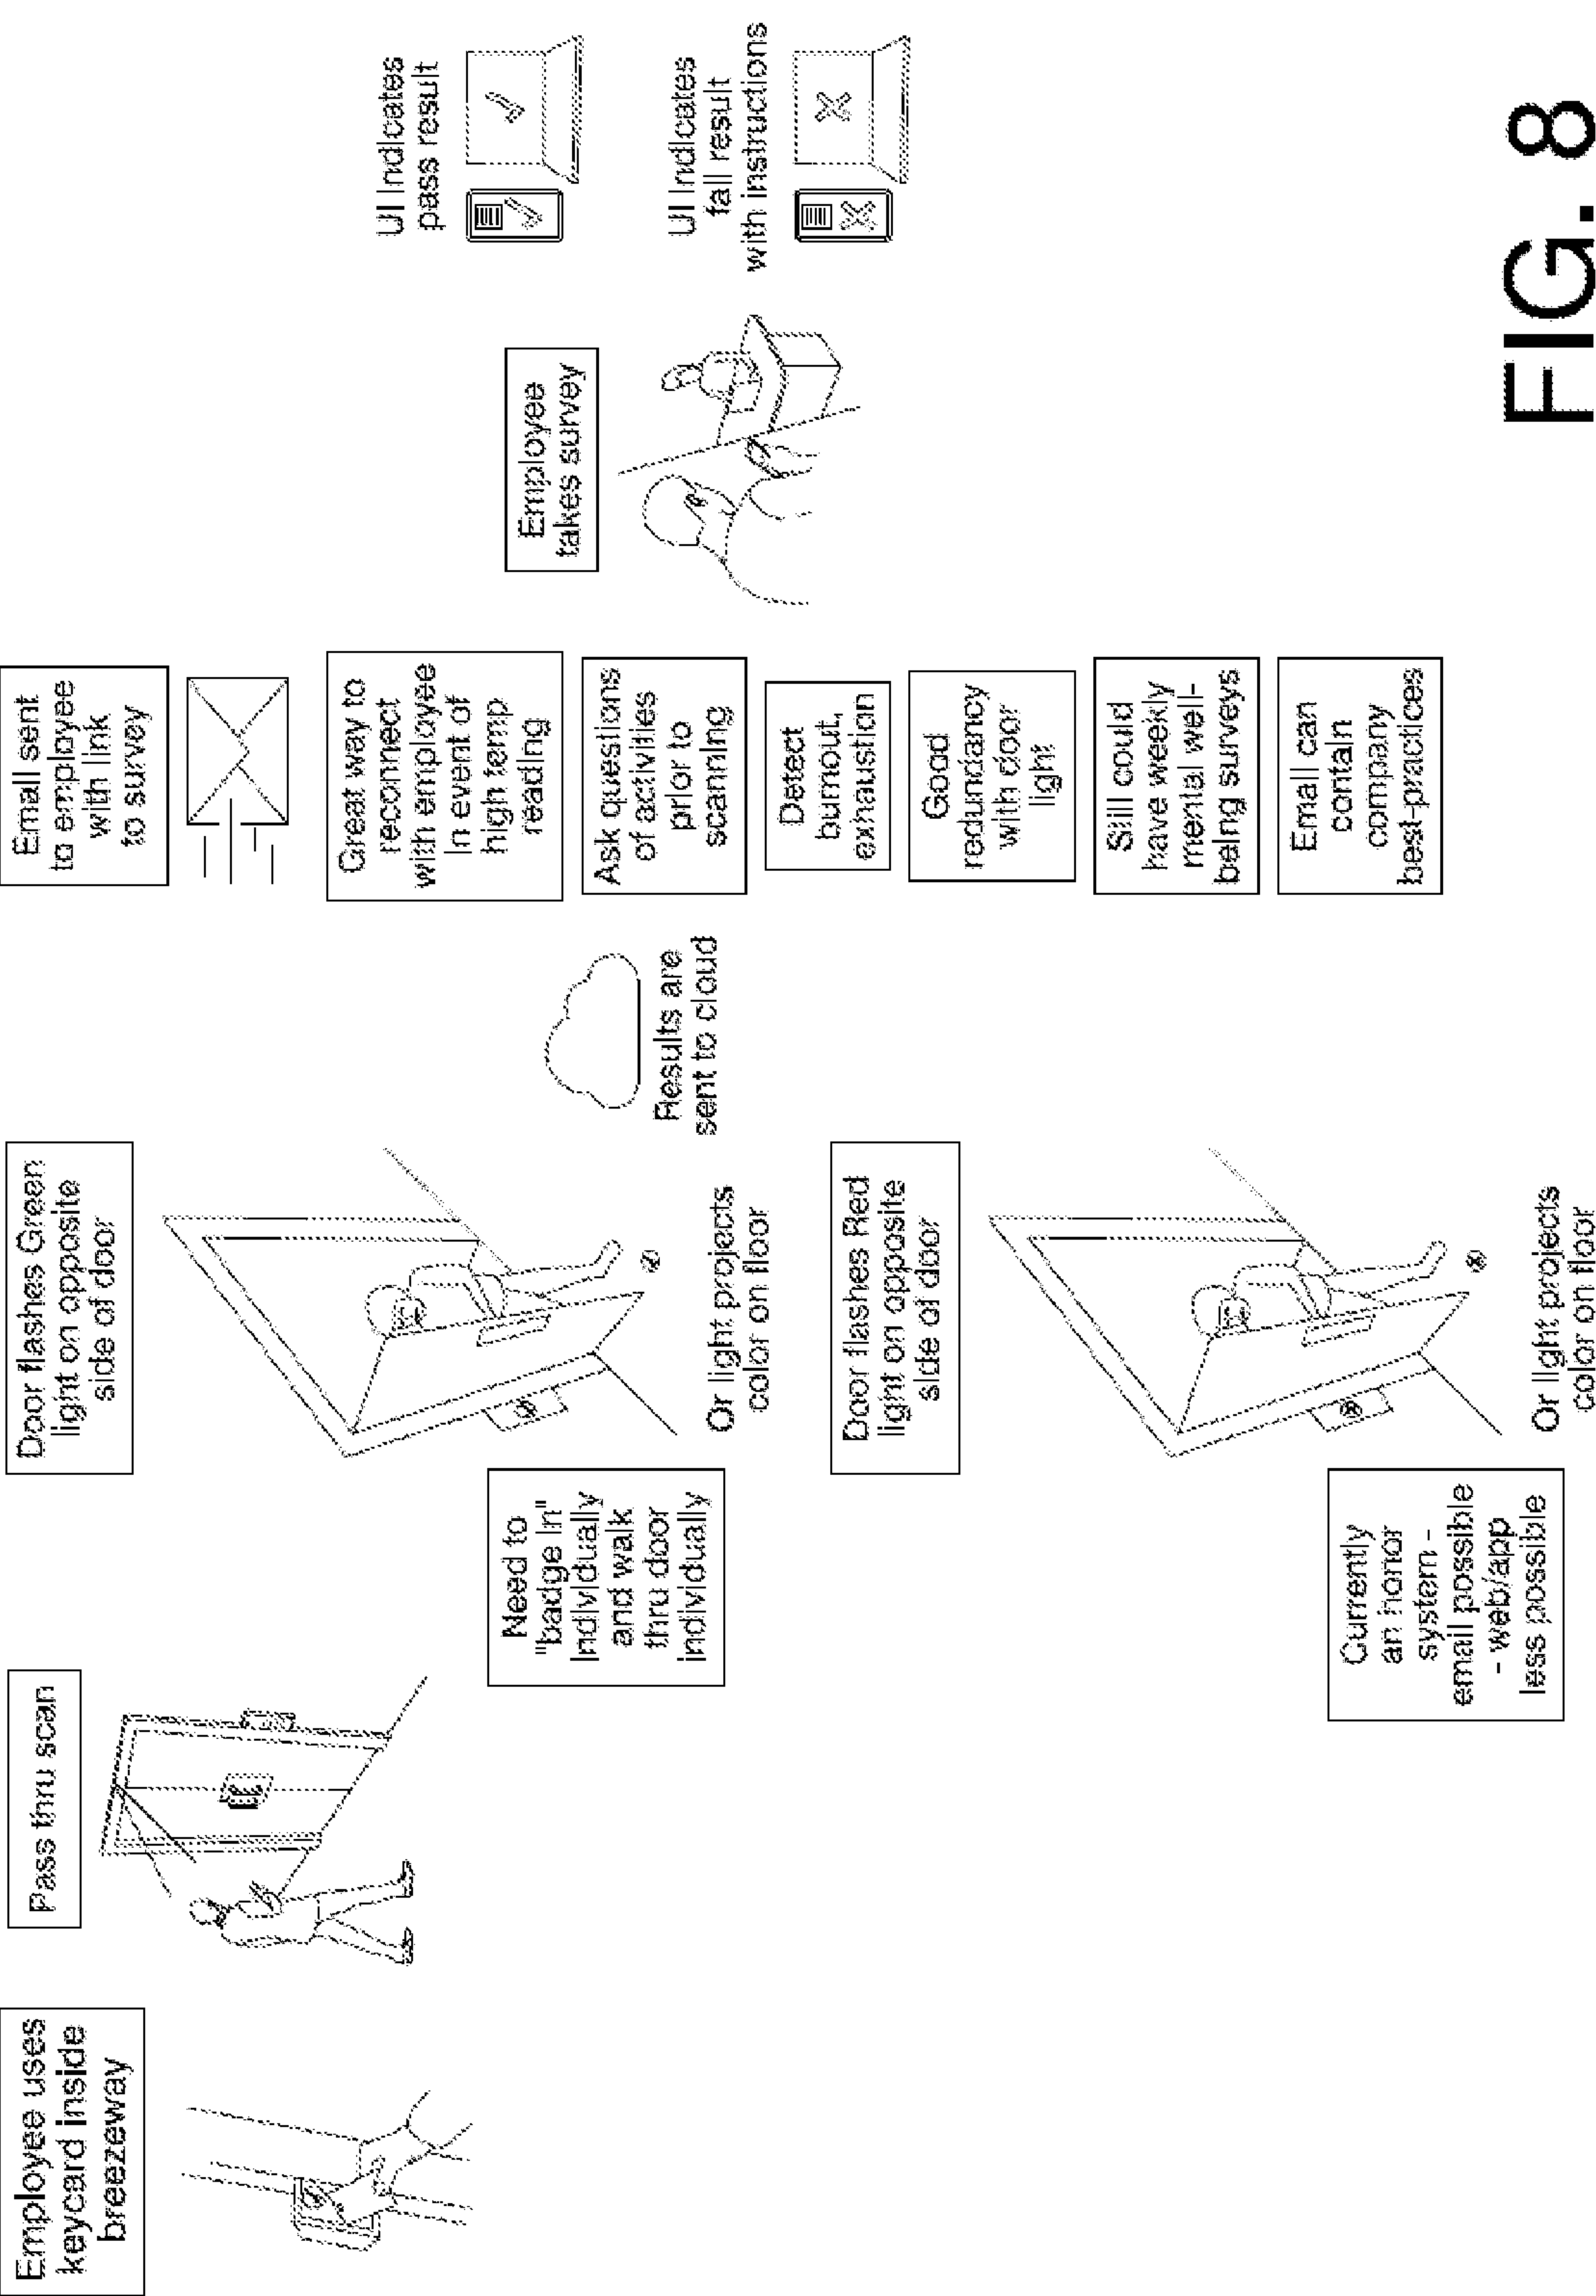 Employee uses
keycard inside
breezeway
Pass thru scan
Need to
"badge in"
individually
and walk
thru door
individually
Door flashes Green
light on opposite
side of door
Or light projects
color on floor
Currently
an honor
system -
email possible
- web/app
less possible
Door flashes Red
light on opposite
side of door
Or light projects
color on floor
Results are
sent to cloud
Email sent
to employee
with link
to survey
Great way to
reconnect
with employee
in event of
high temp
reading
Ask questions
of activities
prior to
scanning
Detect
burnout,
exhaustion
Good
redundancy
with door
light
Still could
have weekly
mental well-
being surveys
Email can
contain
company
best-practices
Employee
takes survey
UI Indicates
pass result
UI Indicates
fail result
with instructions
FIG. 8